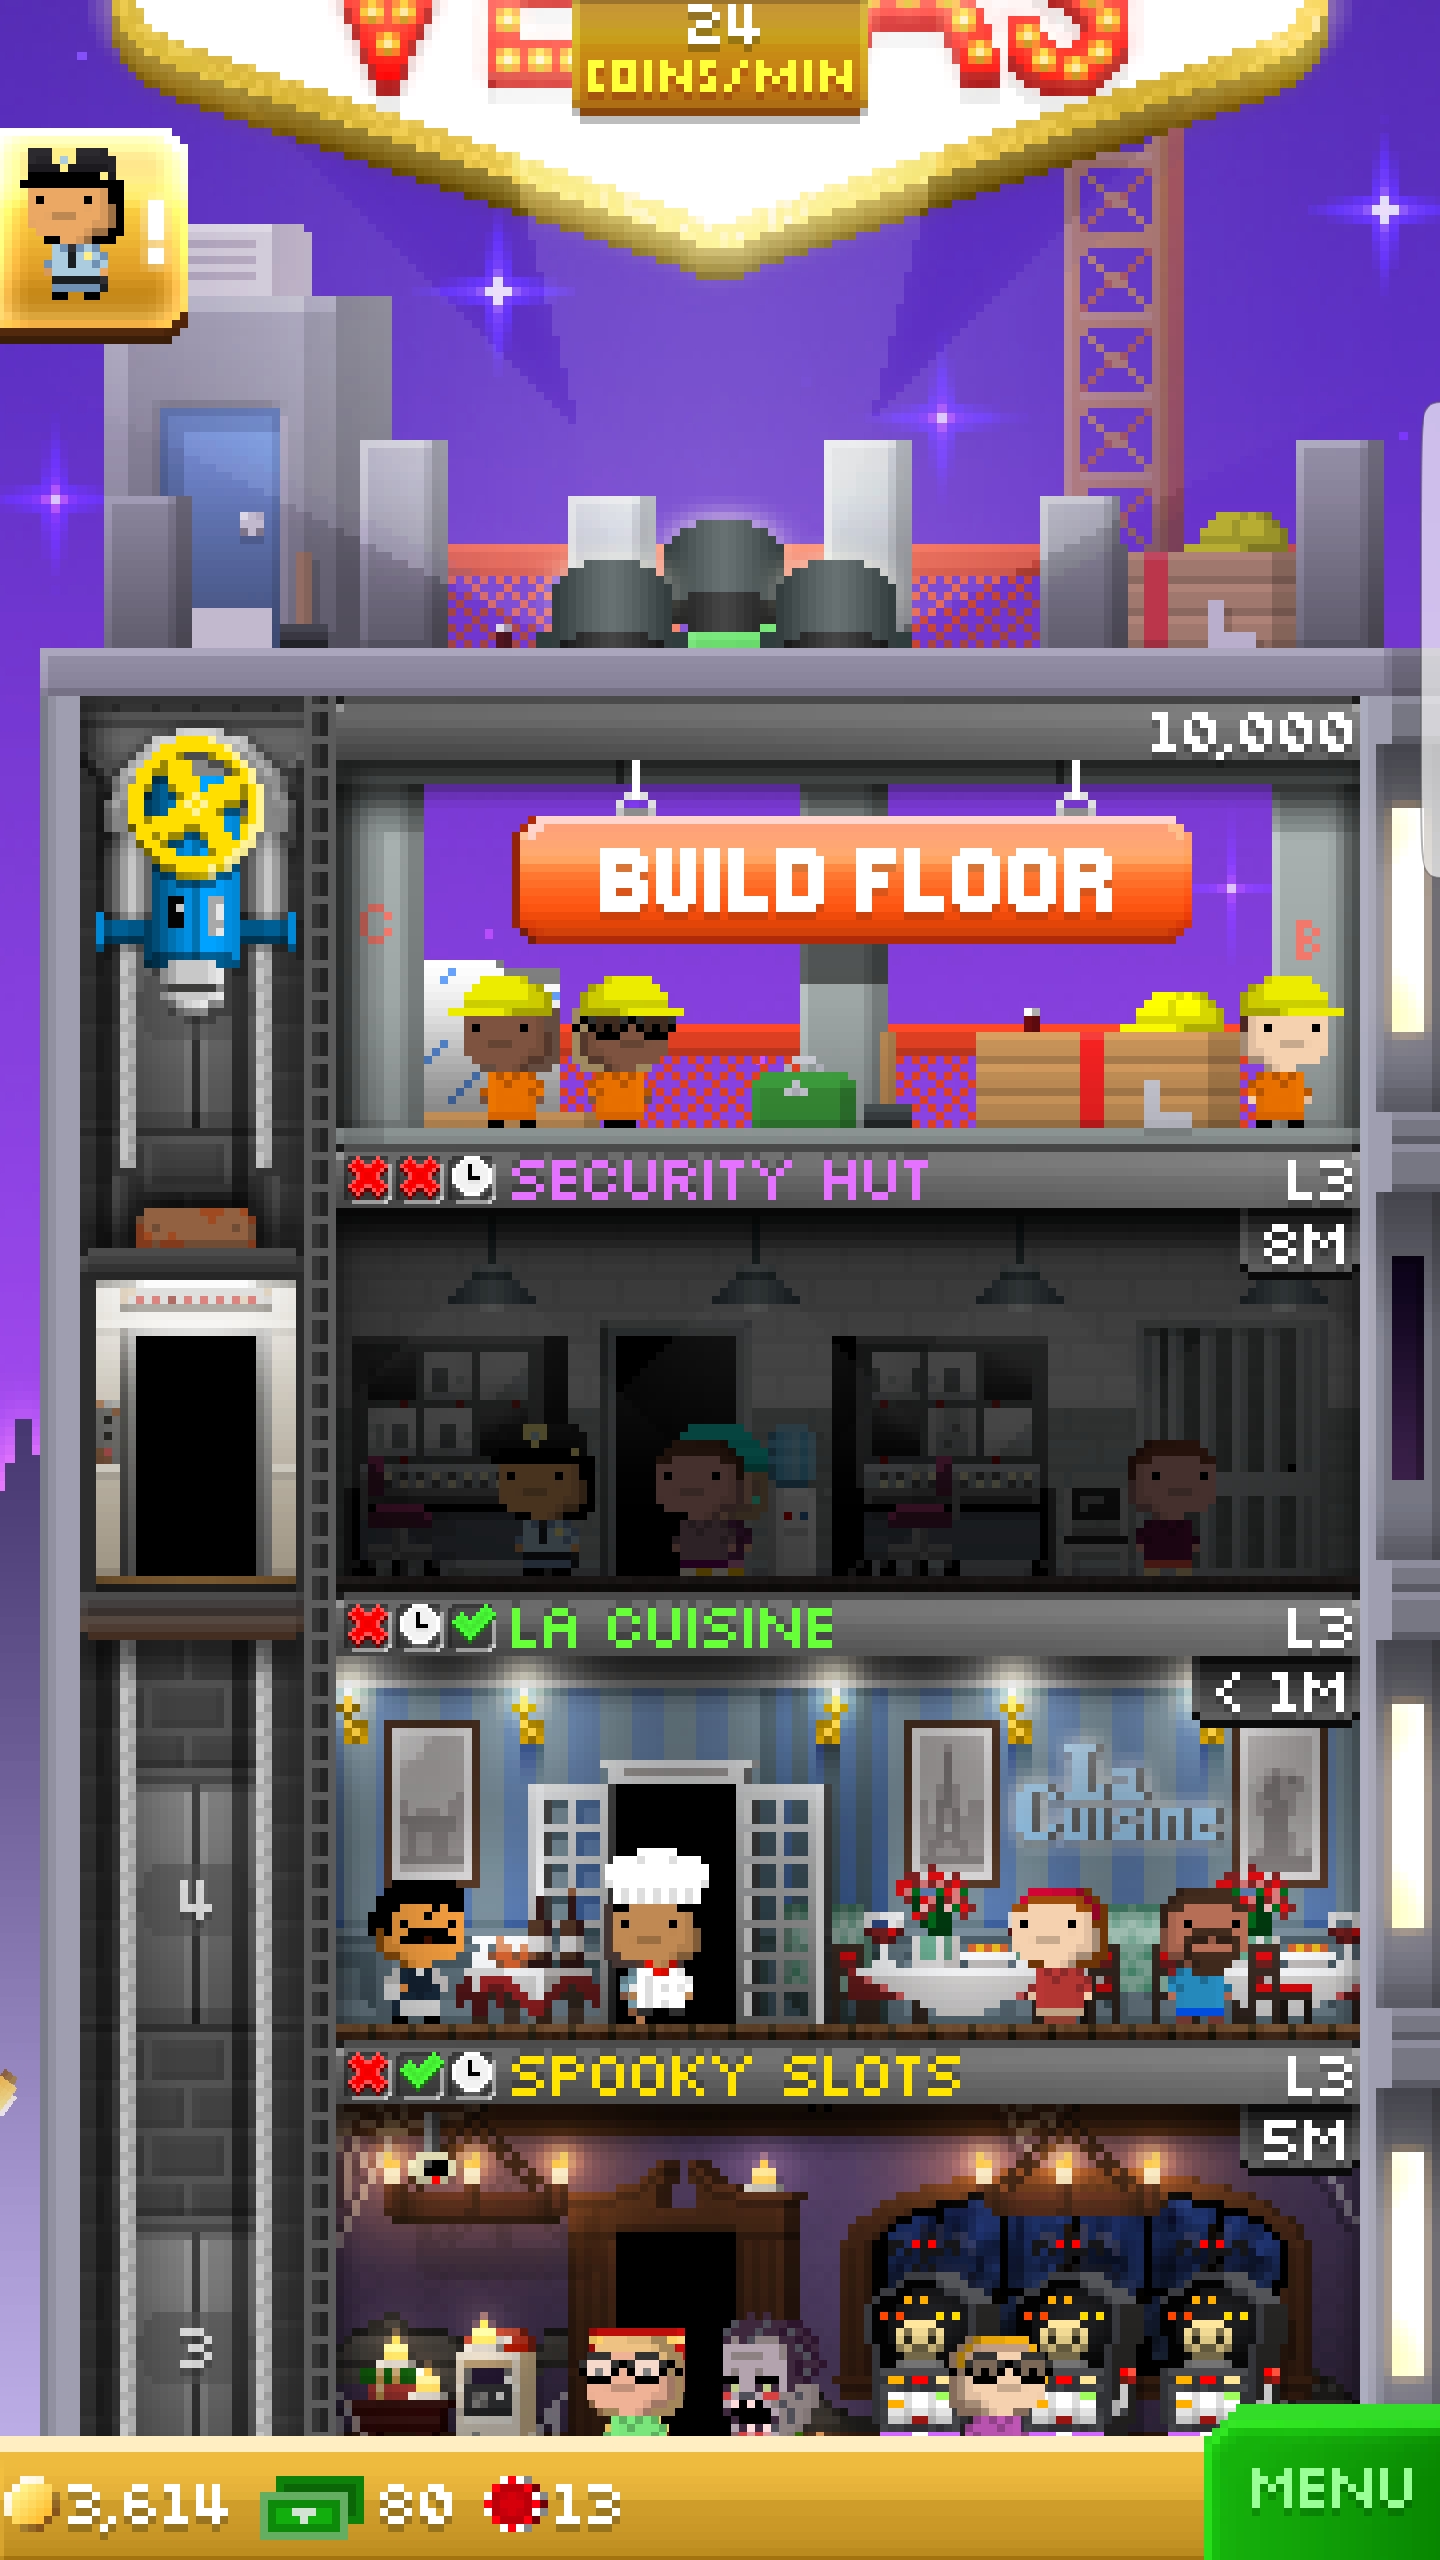 24
COINS/MIN
!
10,000
BUILD FLOOR
C
B
SECURITY HUT L3
8M
LA CUISINE L3
< 1M
La
Cuisine
4
SPOOKY SLOTS L3
5M
3
3,614 80 13
MENU